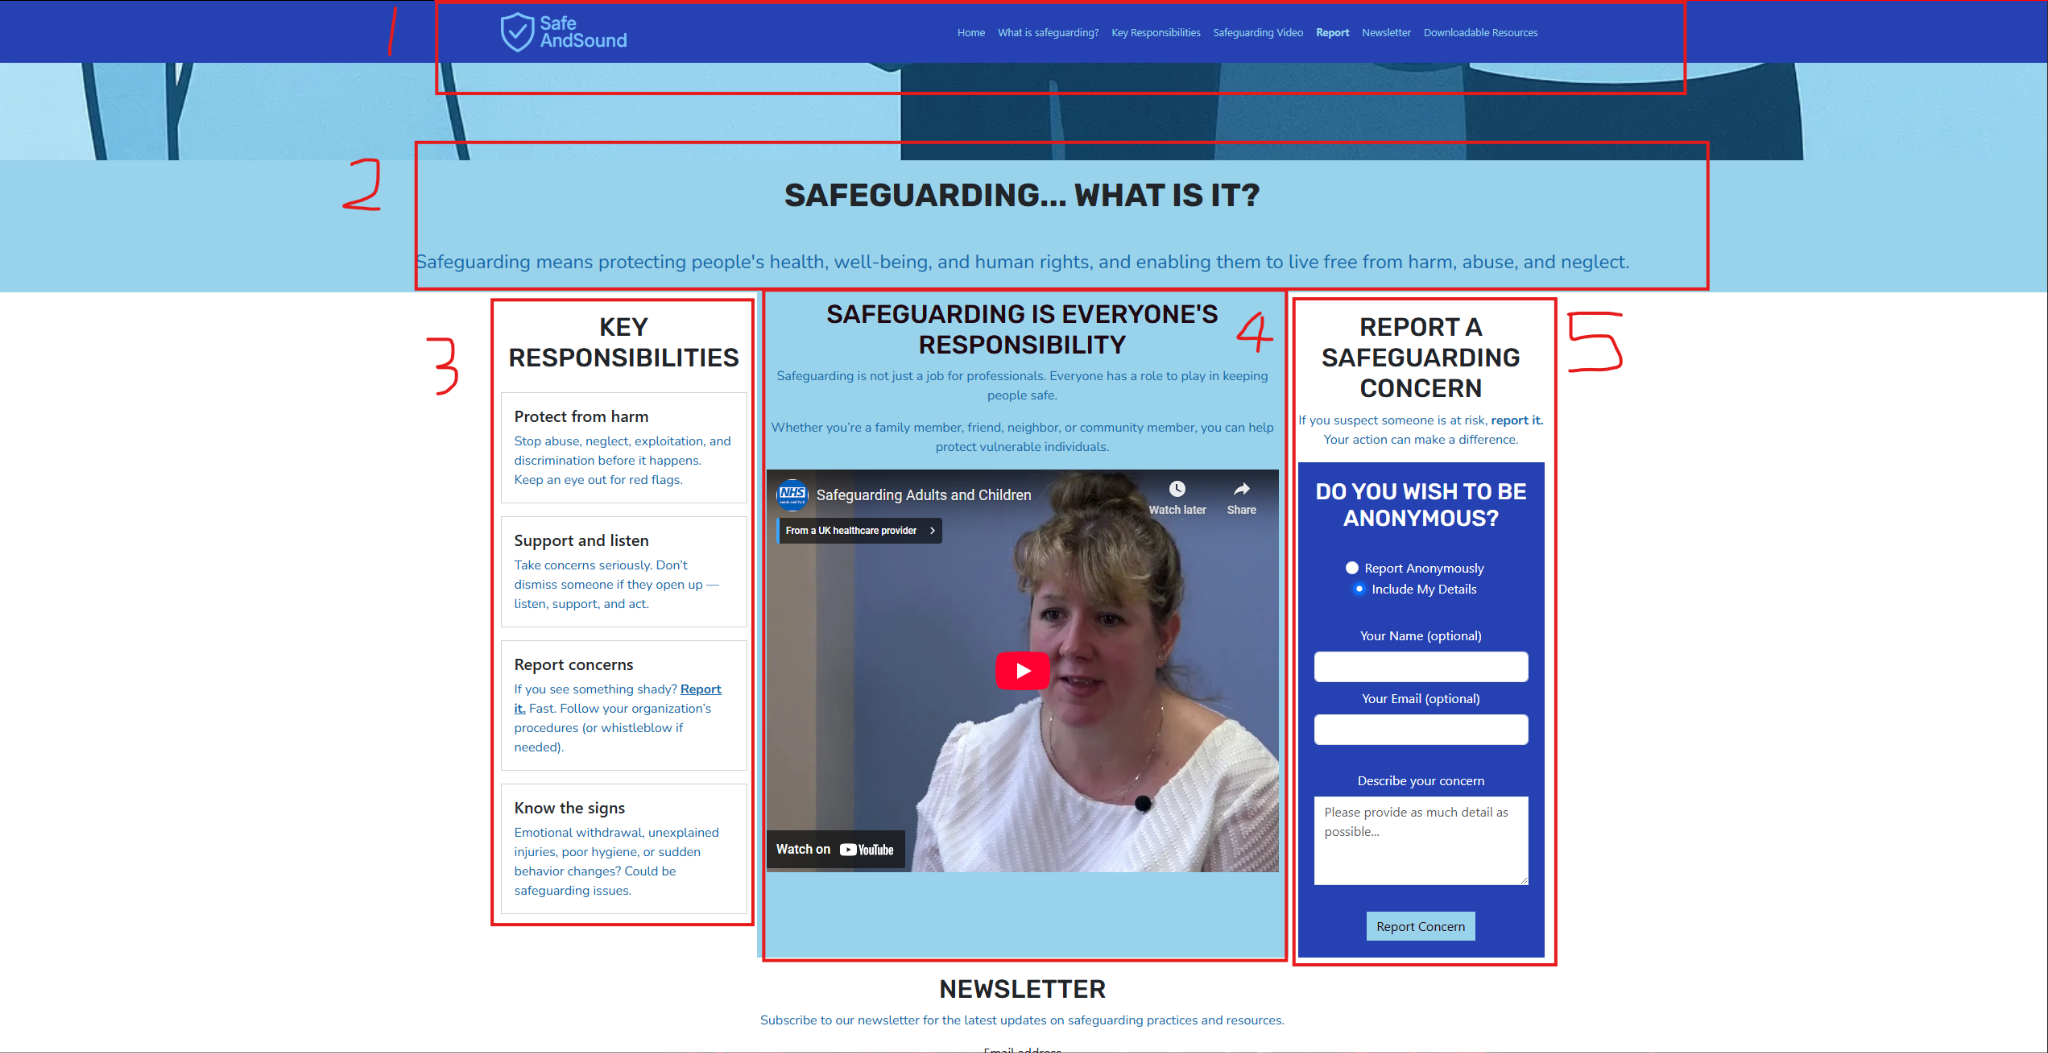 1
Safe
AndSound
Home What is safeguarding? Key Responsibilities Safeguarding Video Report Newsletter Downloadable Resources
2
SAFEGUARDING... WHAT IS IT?
Safeguarding means protecting people's health, well-being, and human rights, and enabling them to live free from harm, abuse, and neglect.
3
KEY
RESPONSIBILITIES
Protect from harm
Stop abuse, neglect, exploitation, and
discrimination before it happens.
Keep an eye out for red flags.
Support and listen
Take concerns seriously. Don't
dismiss someone if they open up —
listen, support, and act.
Report concerns
If you see something shady? Report
it. Fast. Follow your organization's
procedures (or whistleblow if
needed).
Know the signs
Emotional withdrawal, unexplained
injuries, poor hygiene, or sudden
behavior changes? Could be
safeguarding issues.
4
SAFEGUARDING IS EVERYONE'S
RESPONSIBILITY
Safeguarding is not just a job for professionals. Everyone has a role to play in keeping
people safe.
Whether you're a family member, friend, neighbor, or community member, you can help
protect vulnerable individuals.
NHS
Safeguarding Adults and Children
Watch later
Share
From a UK healthcare provider
Watch on YouTube
5
REPORT A
SAFEGUARDING
CONCERN
If you suspect someone is at risk, report it.
Your action can make a difference.
DO YOU WISH TO BE
ANONYMOUS?
Report Anonymously
Include My Details
Your Name (optional)
Your Email (optional)
Describe your concern
Please provide as much detail as
possible...
Report Concern
NEWSLETTER
Subscribe to our newsletter for the latest updates on safeguarding practices and resources.
Email address